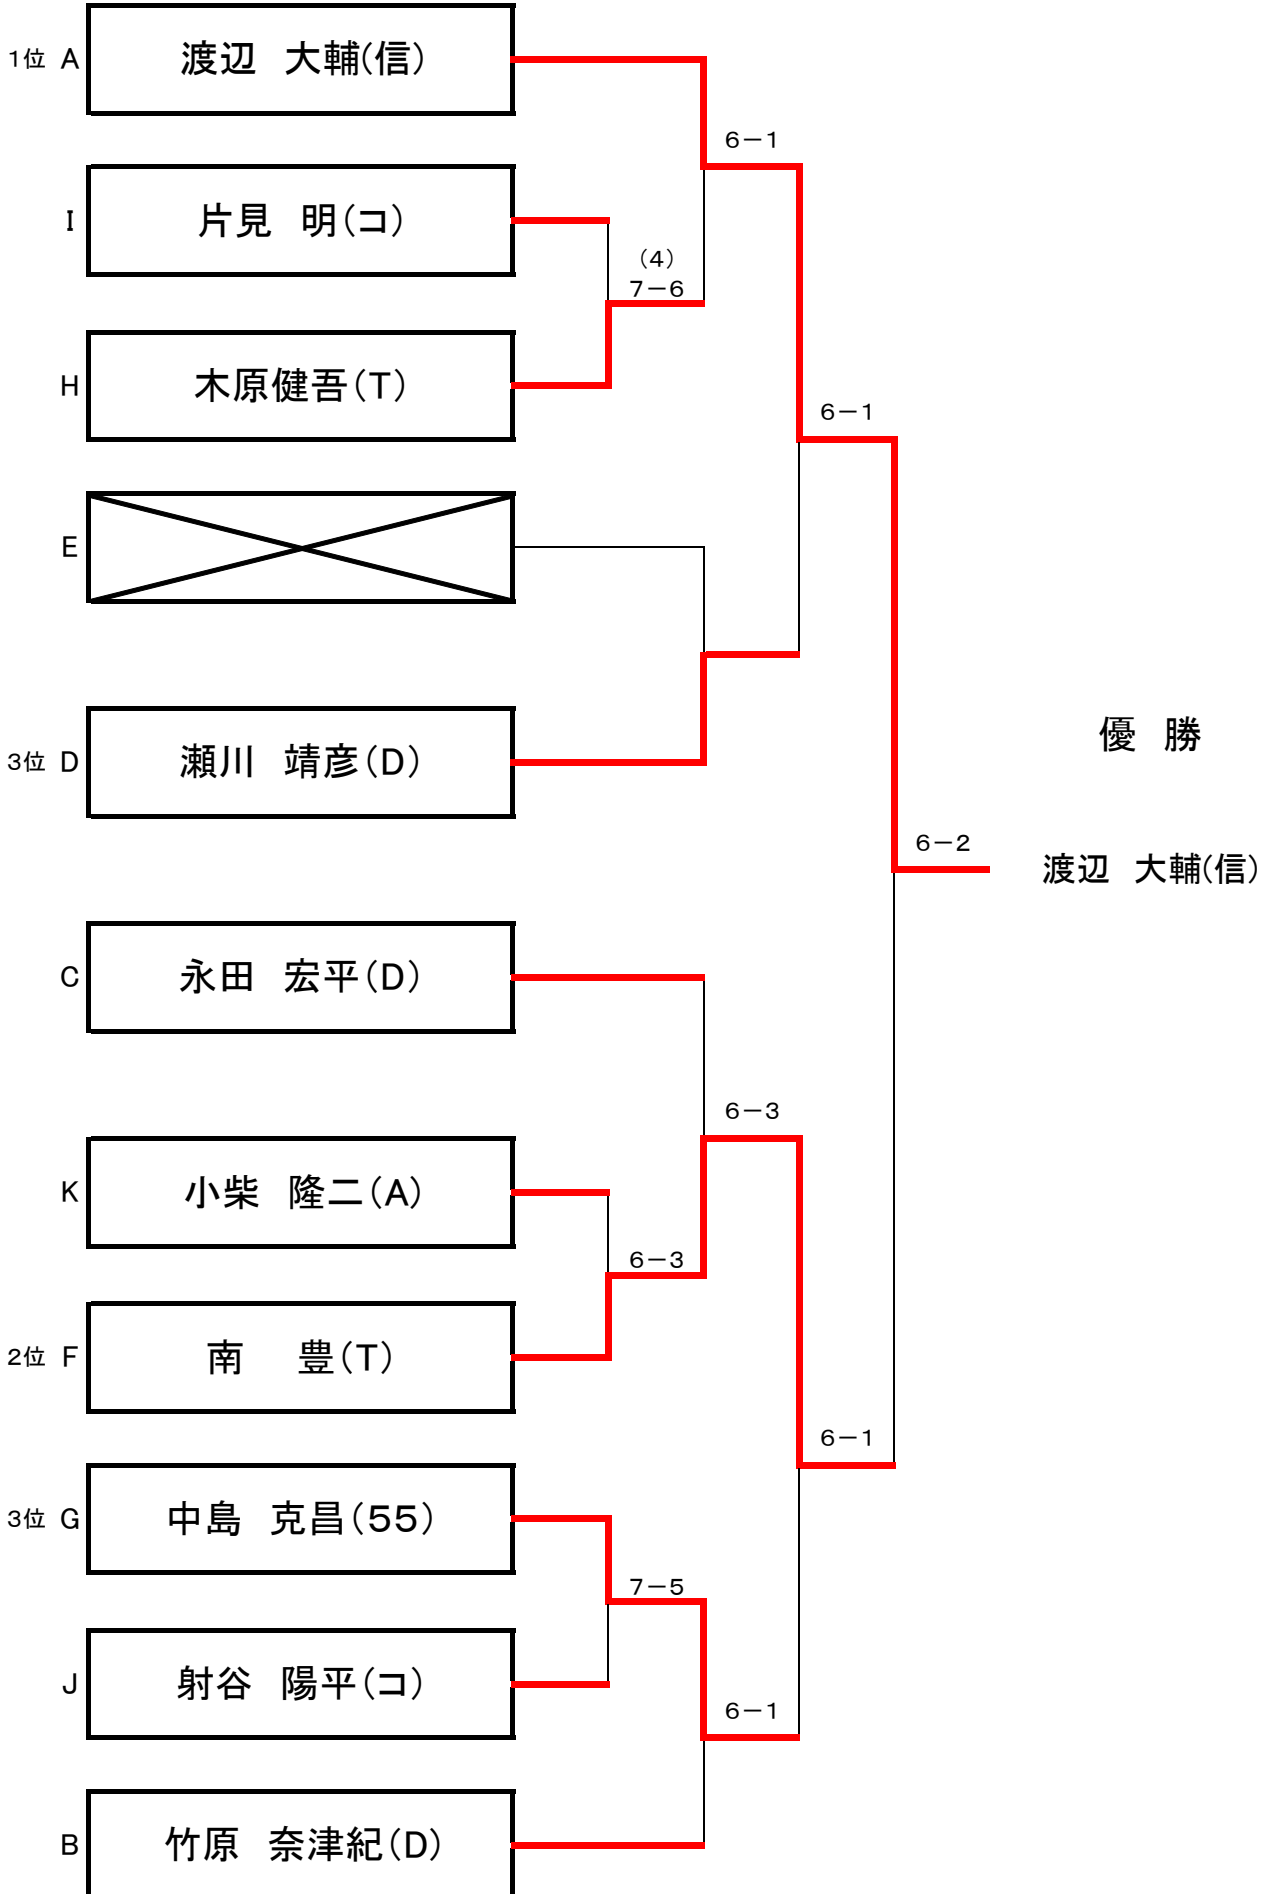 1位 A 渡辺　大輔(信)
6－1
I 片見　明(コ)
(4)
7－6
H 木原健吾(T)
6－1
E
3位 D 瀬川　靖彦(D)
優　勝
6－2
渡辺　大輔(信)
C 永田　宏平(D)
6－3
K 小柴　隆二(A)
6－3
2位 F 南　豊(T)
6－1
3位 G 中島　克昌(55)
7－5
J 射谷　陽平(コ)
6－1
B 竹原　奈津紀(D)